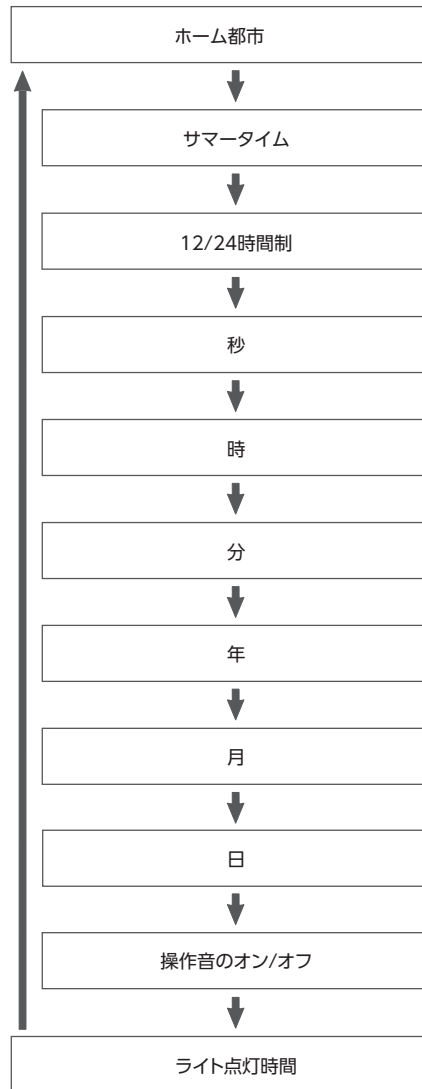 ホーム都市
サマータイム
12/24時間制
秒
時
分
年
月
日
操作音のオン/オフ
ライト点灯時間